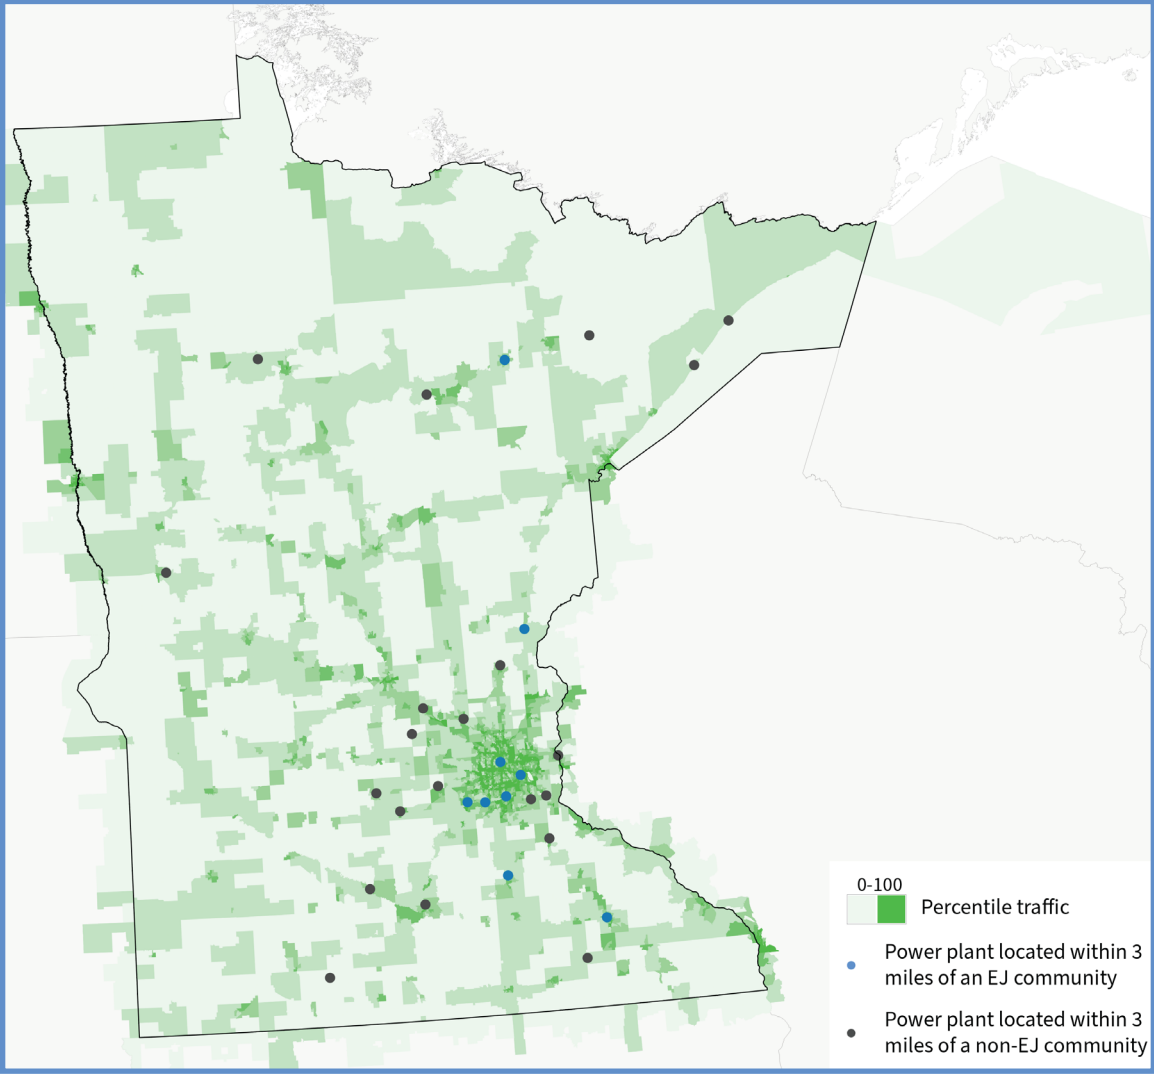 0-100
Percentile traffic
Power plant located within 3
miles of an EJ community
Power plant located within 3
miles of a non-EJ community